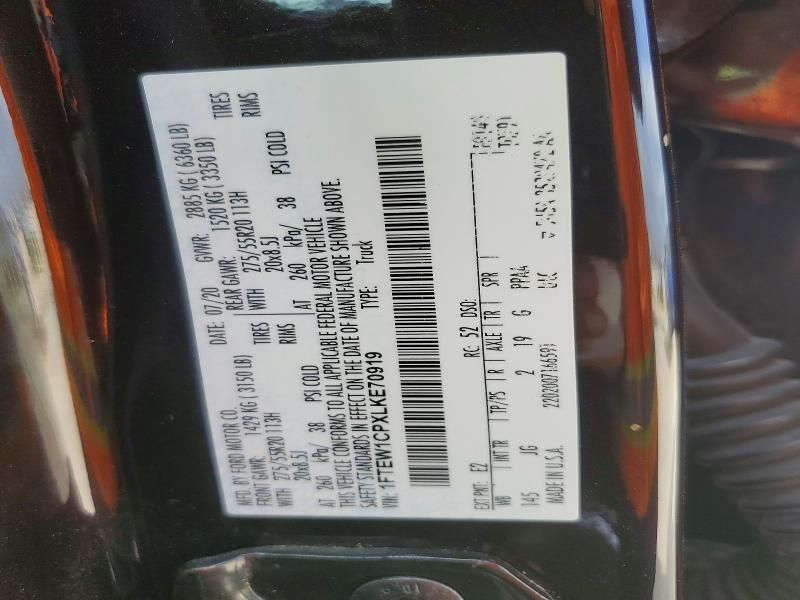 MFD. BY FORD MOTOR CO.
DATE: 07/20 GVWR: 2885 KG (6360 LB)
FRONT GAWR: 1429 KG (3150 LB) REAR GAWR: 1520 KG (3350 LB)
WITH 275/55R20 113H TIRES WITH 275/55R20 113H TIRES
20x8.5J RIMS 20x8.5J RIMS
AT 260 kPa/ 38 PSI COLD AT 260 kPa/ 38 PSI COLD
THIS VEHICLE CONFORMS TO ALL APPLICABLE FEDERAL MOTOR VEHICLE
SAFETY STANDARDS IN EFFECT ON THE DATE OF MANUFACTURE SHOWN ABOVE.
VIN: 1FTEW1CPXLKE70919 TYPE: Truck
EXT PNT: E2 RC: 52 DSO:
WB INT TR TP/PS R AXLE TR SPR
145 JG 2 19 G PPAA
MADE IN U.S.A. 2202007166591